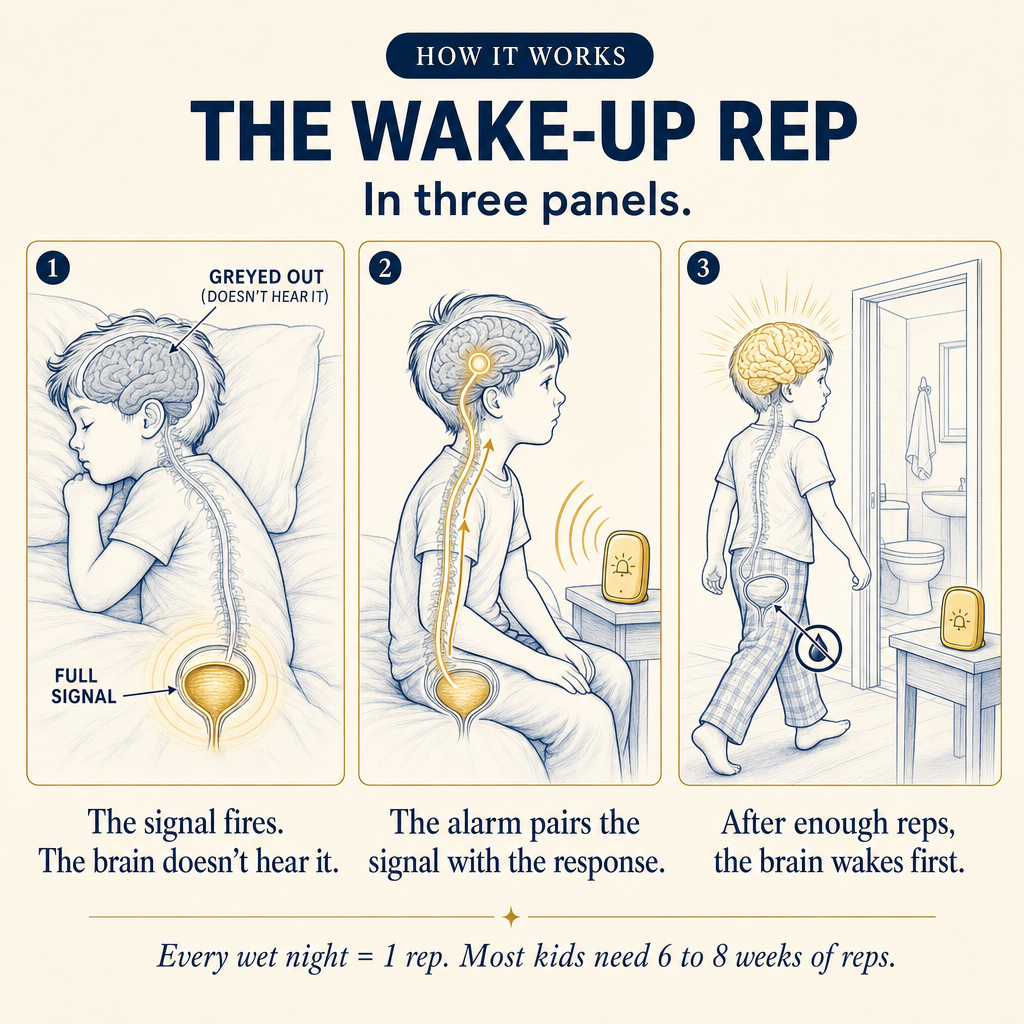 HOW IT WORKS
THE WAKE-UP REP
In three panels.
1
GREYED OUT
(DOESN'T HEAR IT)
FULL
SIGNAL
The signal fires.
The brain doesn't hear it.
2
The alarm pairs the
signal with the response.
3
After enough reps,
the brain wakes first.
Every wet night = 1 rep. Most kids need 6 to 8 weeks of reps.